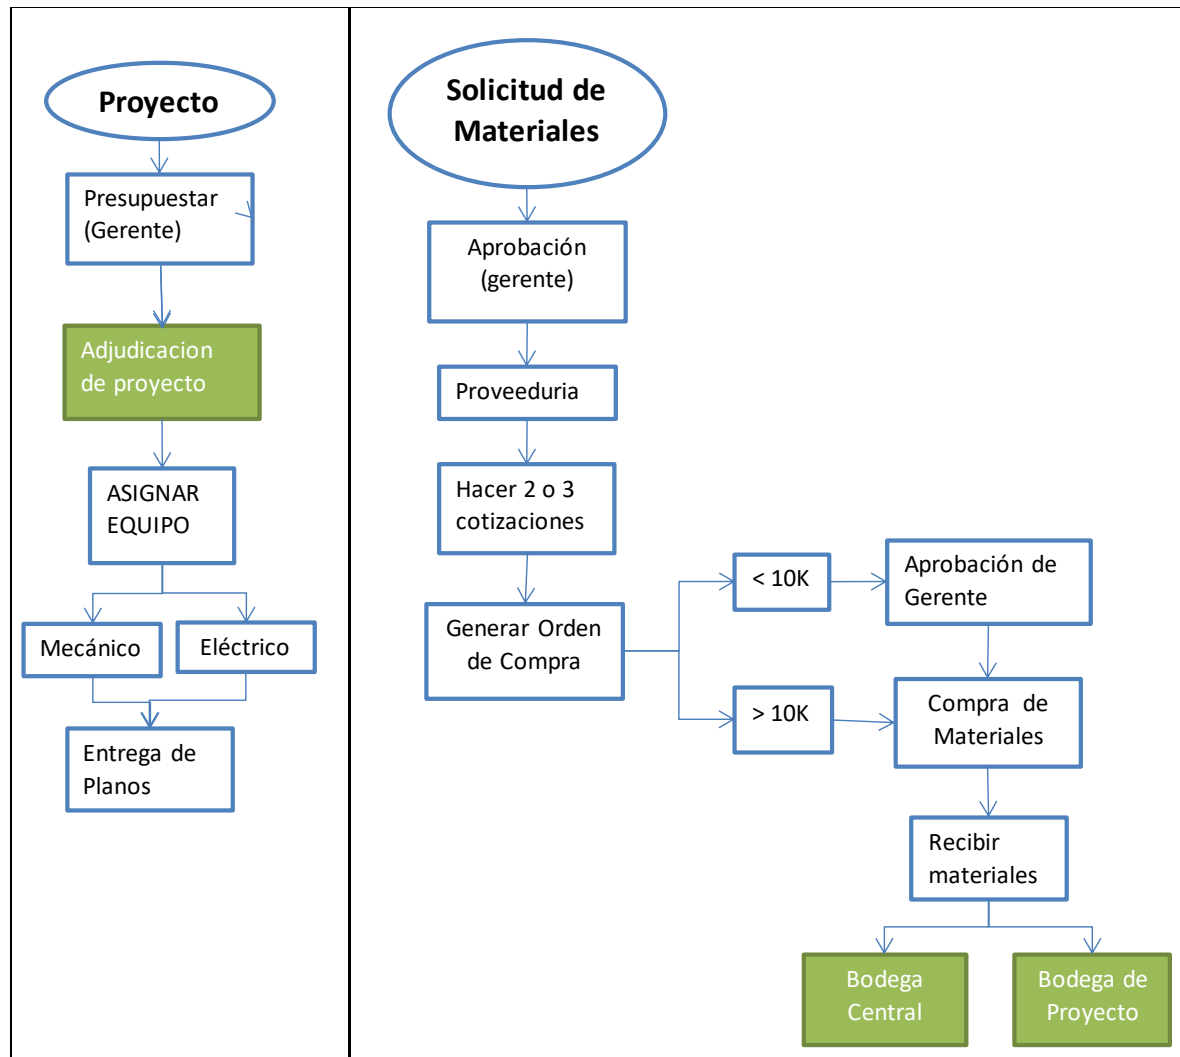 Proyecto
Presupuestar
(Gerente)
Adjudicacion
de proyecto
ASIGNAR
EQUIPO
Mecánico
Eléctrico
Entrega de
Planos
Solicitud de
Materiales
Aprobación
(gerente)
Proveeduria
Hacer 2 o 3
cotizaciones
Generar Orden
de Compra
< 10K
Aprobación de
Gerente
> 10K
Compra de
Materiales
Recibir
materiales
Bodega
Central
Bodega de
Proyecto